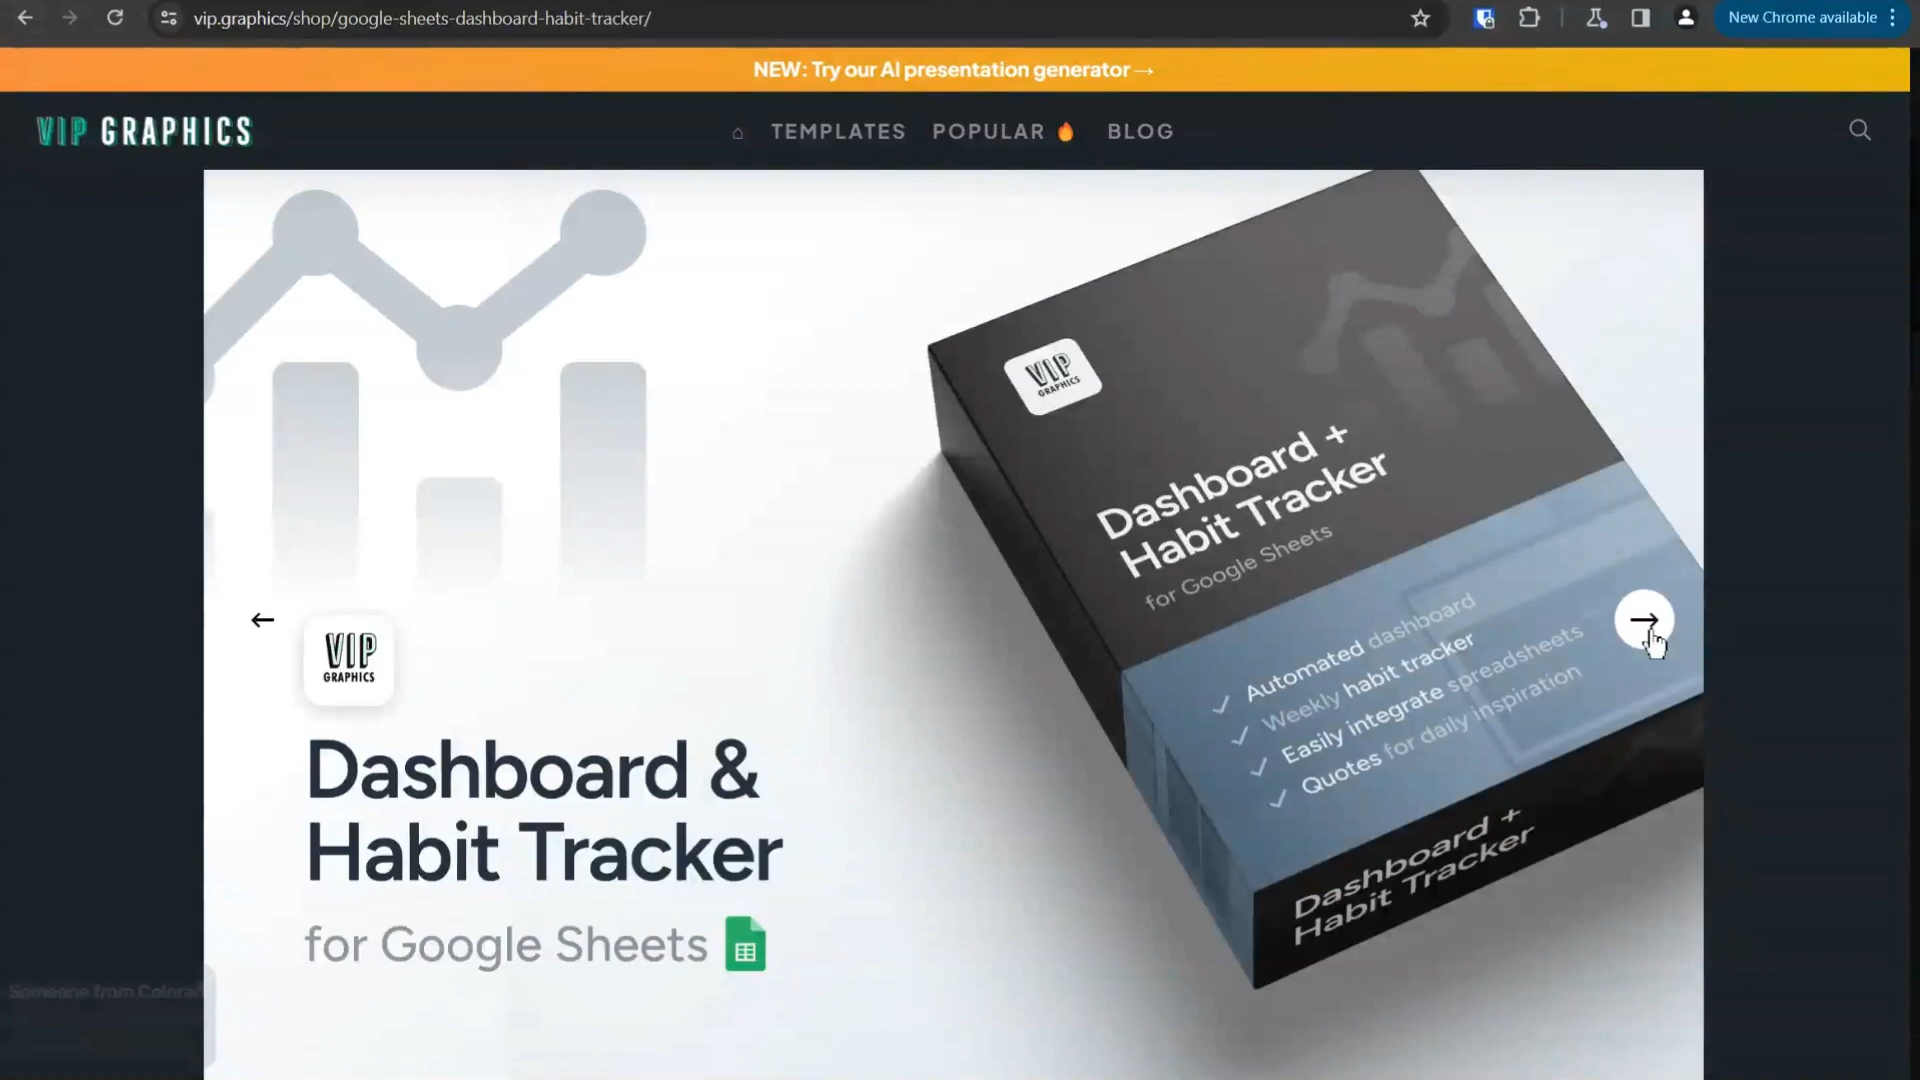 vip.graphics/shop/google-sheets-dashboard-habit-tracker/
New Chrome available
NEW: Try our AI presentation generator →
VIP GRAPHICS
TEMPLATES
POPULAR 🔥
BLOG
VIP
GRAPHICS
Dashboard +
Habit Tracker
for Google Sheets
✓ Automated dashboard
✓ Weekly habit tracker
✓ Easily integrate spreadsheets
✓ Quotes for daily inspiration
Dashboard +
Habit Tracker
VIP
GRAPHICS
Dashboard &
Habit Tracker
for Google Sheets
Someone from